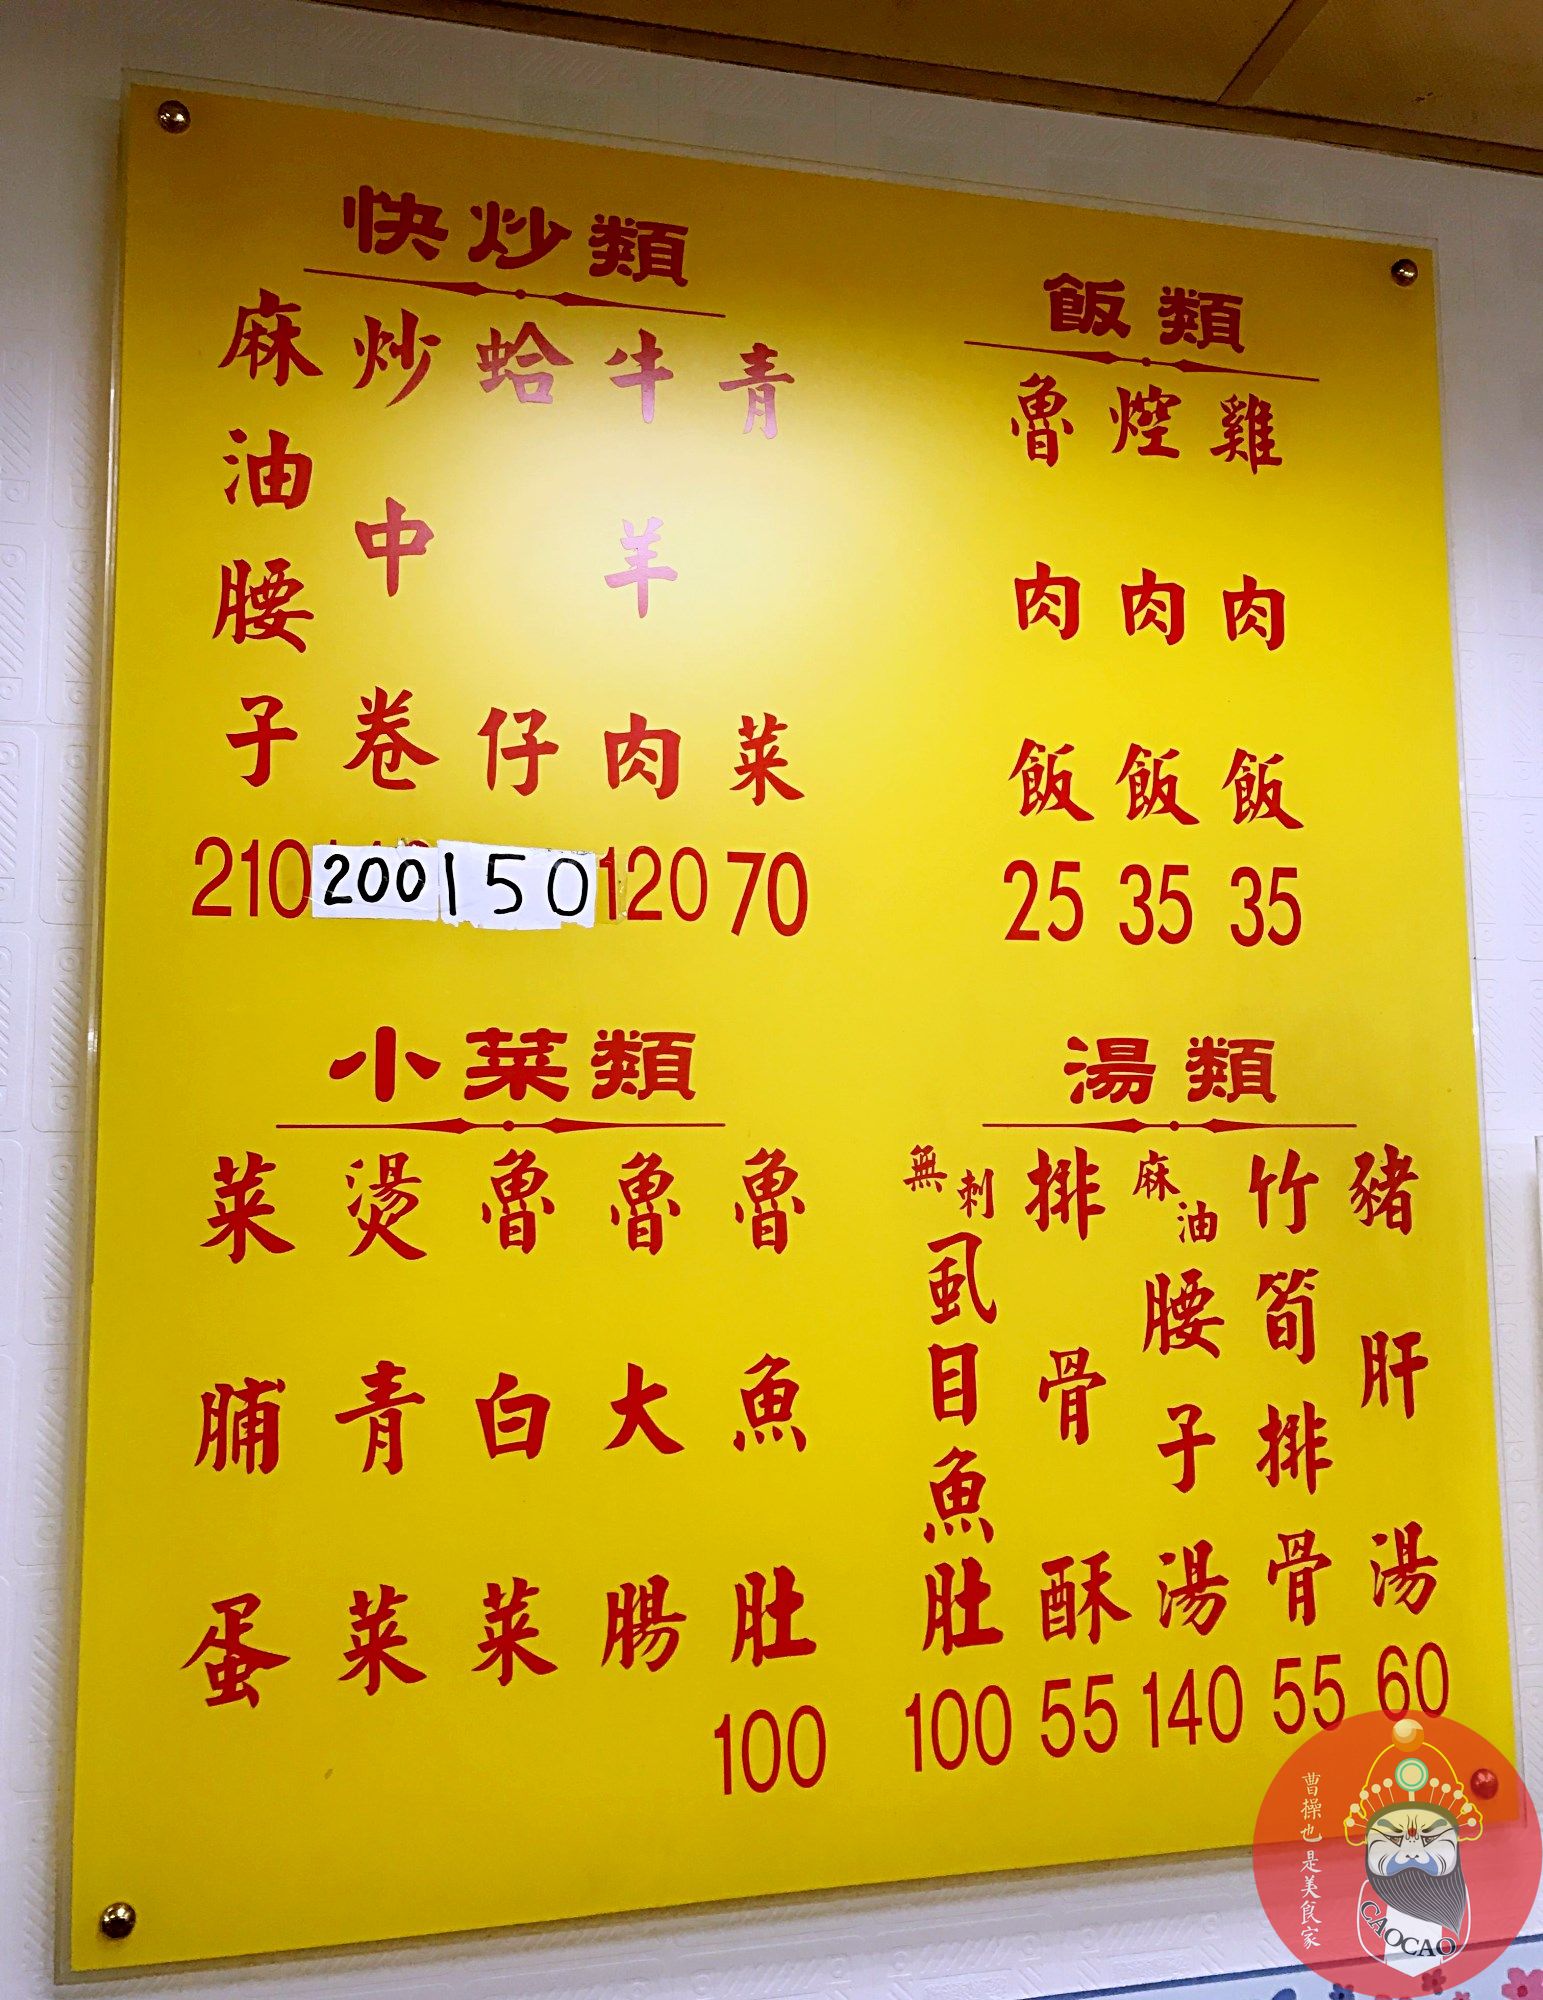 飯類
雞肉飯 35
焢肉飯 35
魯肉飯 25
快炒類
青菜 70
牛羊肉 120
蛤仔 150
炒中卷 200
麻油腰子 210
湯類
豬肝湯 60
竹筍排骨 55
麻油腰子湯 140
排骨酥 55
無刺虱目魚肚 100
小菜類
魯魚肚 100
魯大腸
魯白菜
燙青菜
菜脯蛋
曹操也是美食家
CAOCAO